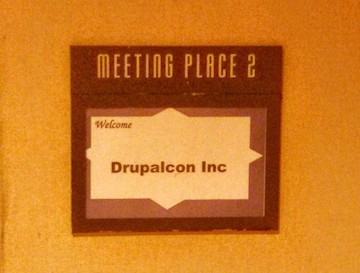 MEETING PLACE 2
Welcome
Drupalcon Inc